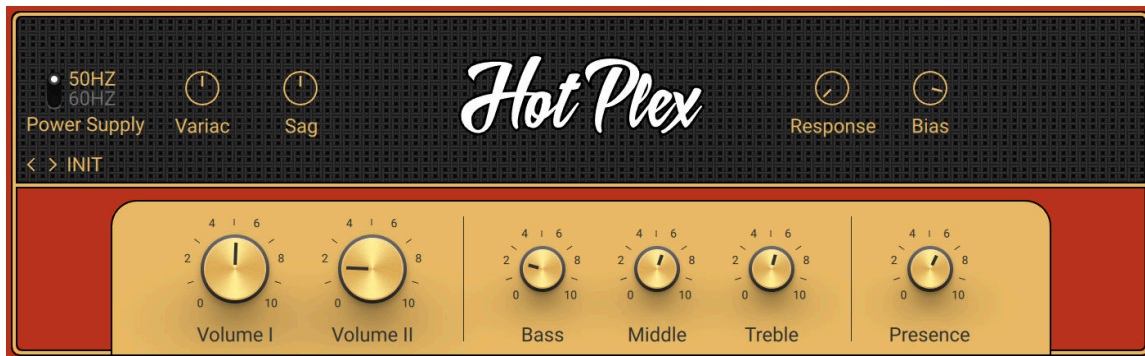 50HZ
60HZ
Power Supply
Variac
Sag
Hot Plex
Response
Bias
< > INIT
0 2 4 6 8 10
Volume I
0 2 4 6 8 10
Volume II
0 2 4 6 8 10
Bass
0 2 4 6 8 10
Middle
0 2 4 6 8 10
Treble
0 2 4 6 8 10
Presence